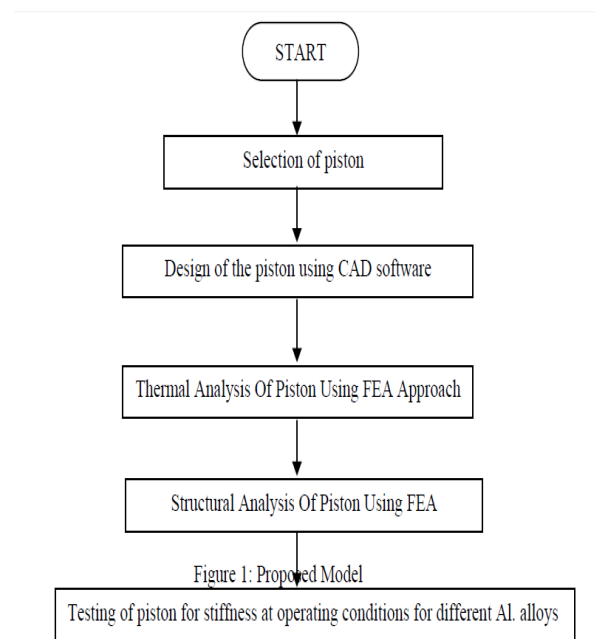 START
Selection of piston
Design of the piston using CAD software
Thermal Analysis Of Piston Using FEA Approach
Structural Analysis Of Piston Using FEA
Figure 1: Proposed Model
Testing of piston for stiffness at operating conditions for different Al. alloys